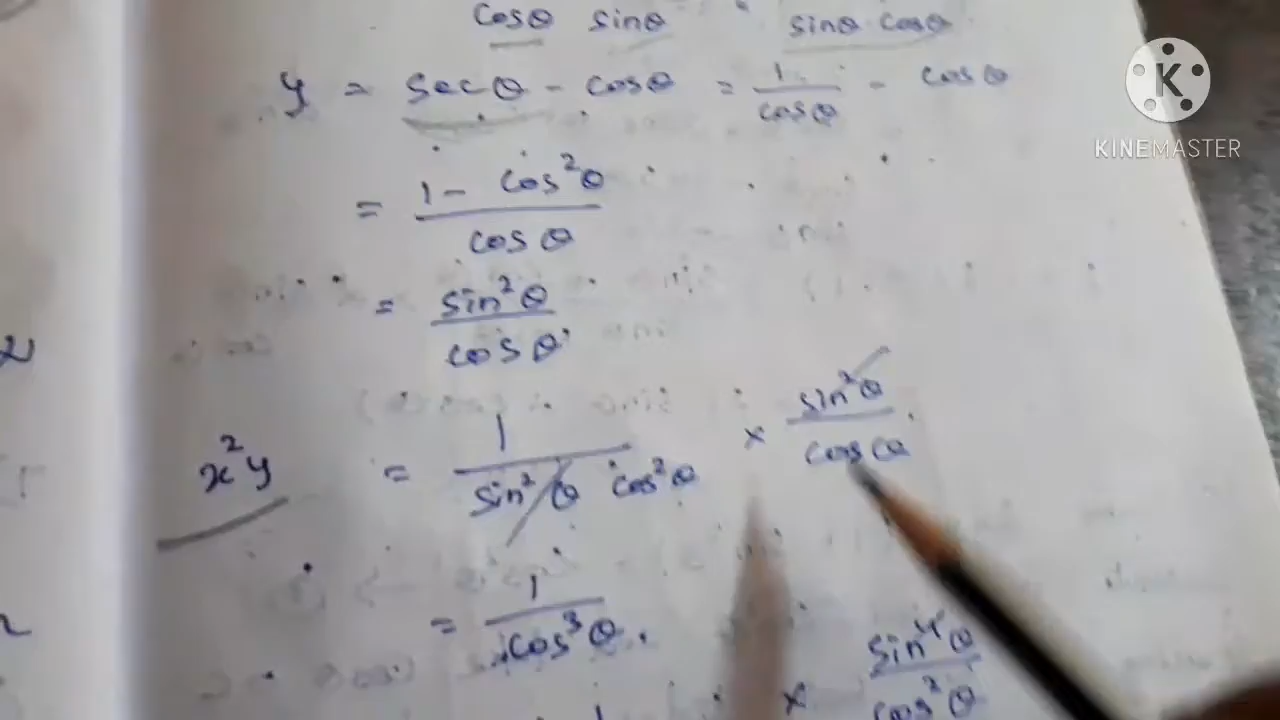 cosθ sinθ sinθ cosθ
y = secθ - cosθ = 1/cosθ - cosθ
= 1 - cos²θ / cosθ
= sin²θ / cosθ
x²y = 1 / sin²θ cos²θ × sin²θ / cosθ
= 1 / cos³θ.
1 × sin⁴θ / cos²θ
K
KINEMASTER